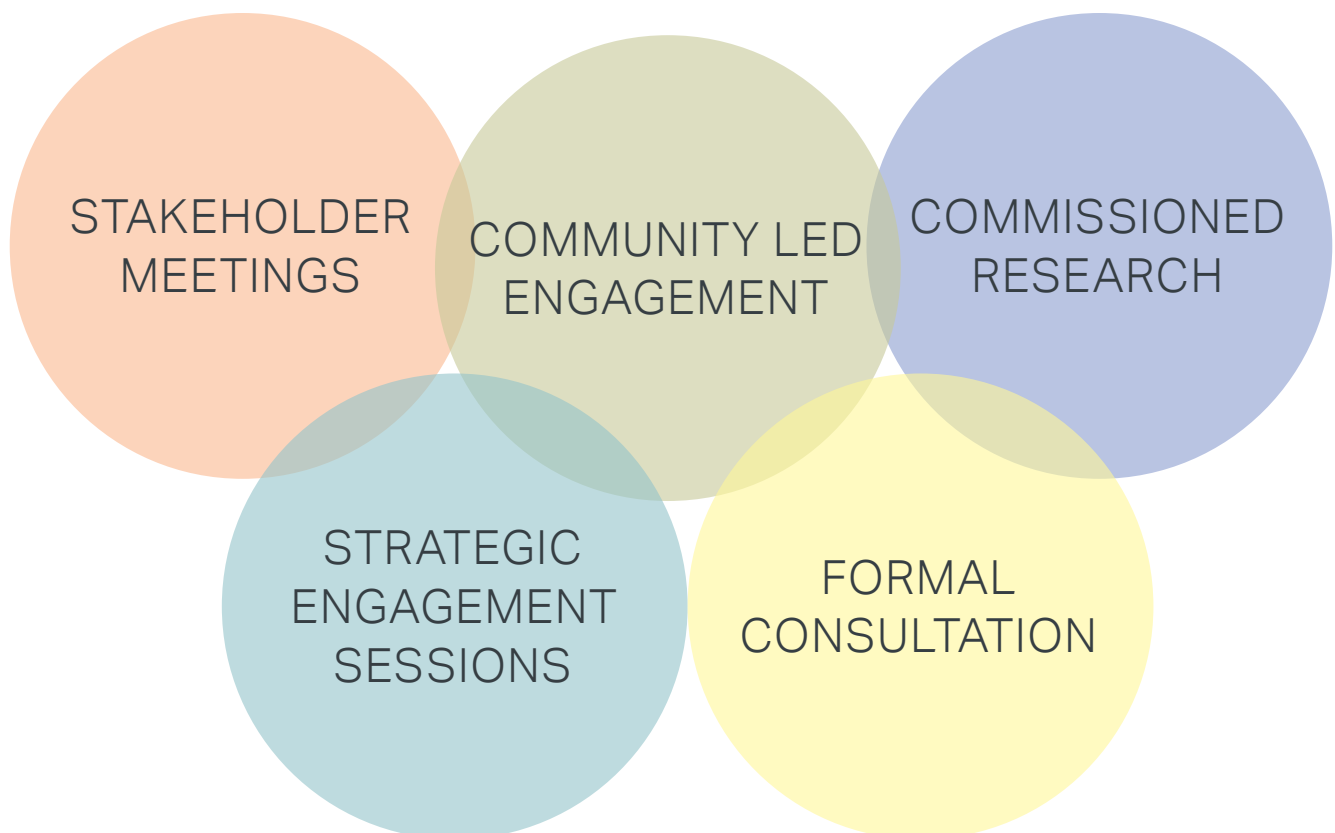 STAKEHOLDER
MEETINGS
COMMUNITY LED
ENGAGEMENT
COMMISSIONED
RESEARCH
STRATEGIC
ENGAGEMENT
SESSIONS
FORMAL
CONSULTATION